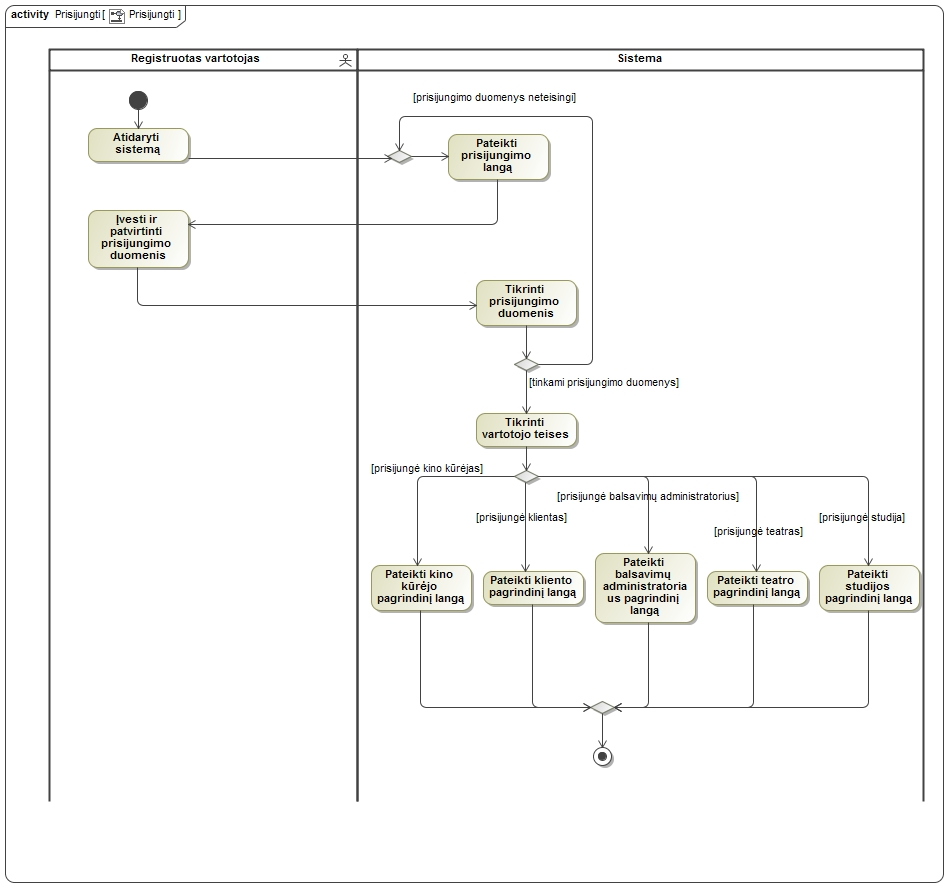 activity Prisijungti [ Prisijungti ]
Registruotas vartotojas
Sistema
[prisijungimo duomenys neteisingi]
Atidaryti
sistemą
Pateikti
prisijungimo
langą
Įvesti ir
patvirtinti
prisijungimo
duomenis
Tikrinti
prisijungimo
duomenis
[tinkami prisijungimo duomenys]
Tikrinti
vartotojo teises
[prisijungė kino kūrėjas]
[prisijungė balsavimų administratorius]
[prisijungė klientas]
[prisijungė studija]
[prisijungė teatras]
Pateikti kino
kūrėjo
pagrindinį langą
Pateikti kliento
pagrindinį langą
Pateikti
balsavimų
administratoria
us pagrindinį
langą
Pateikti teatro
pagrindinį langą
Pateikti
studijos
pagrindinį langą